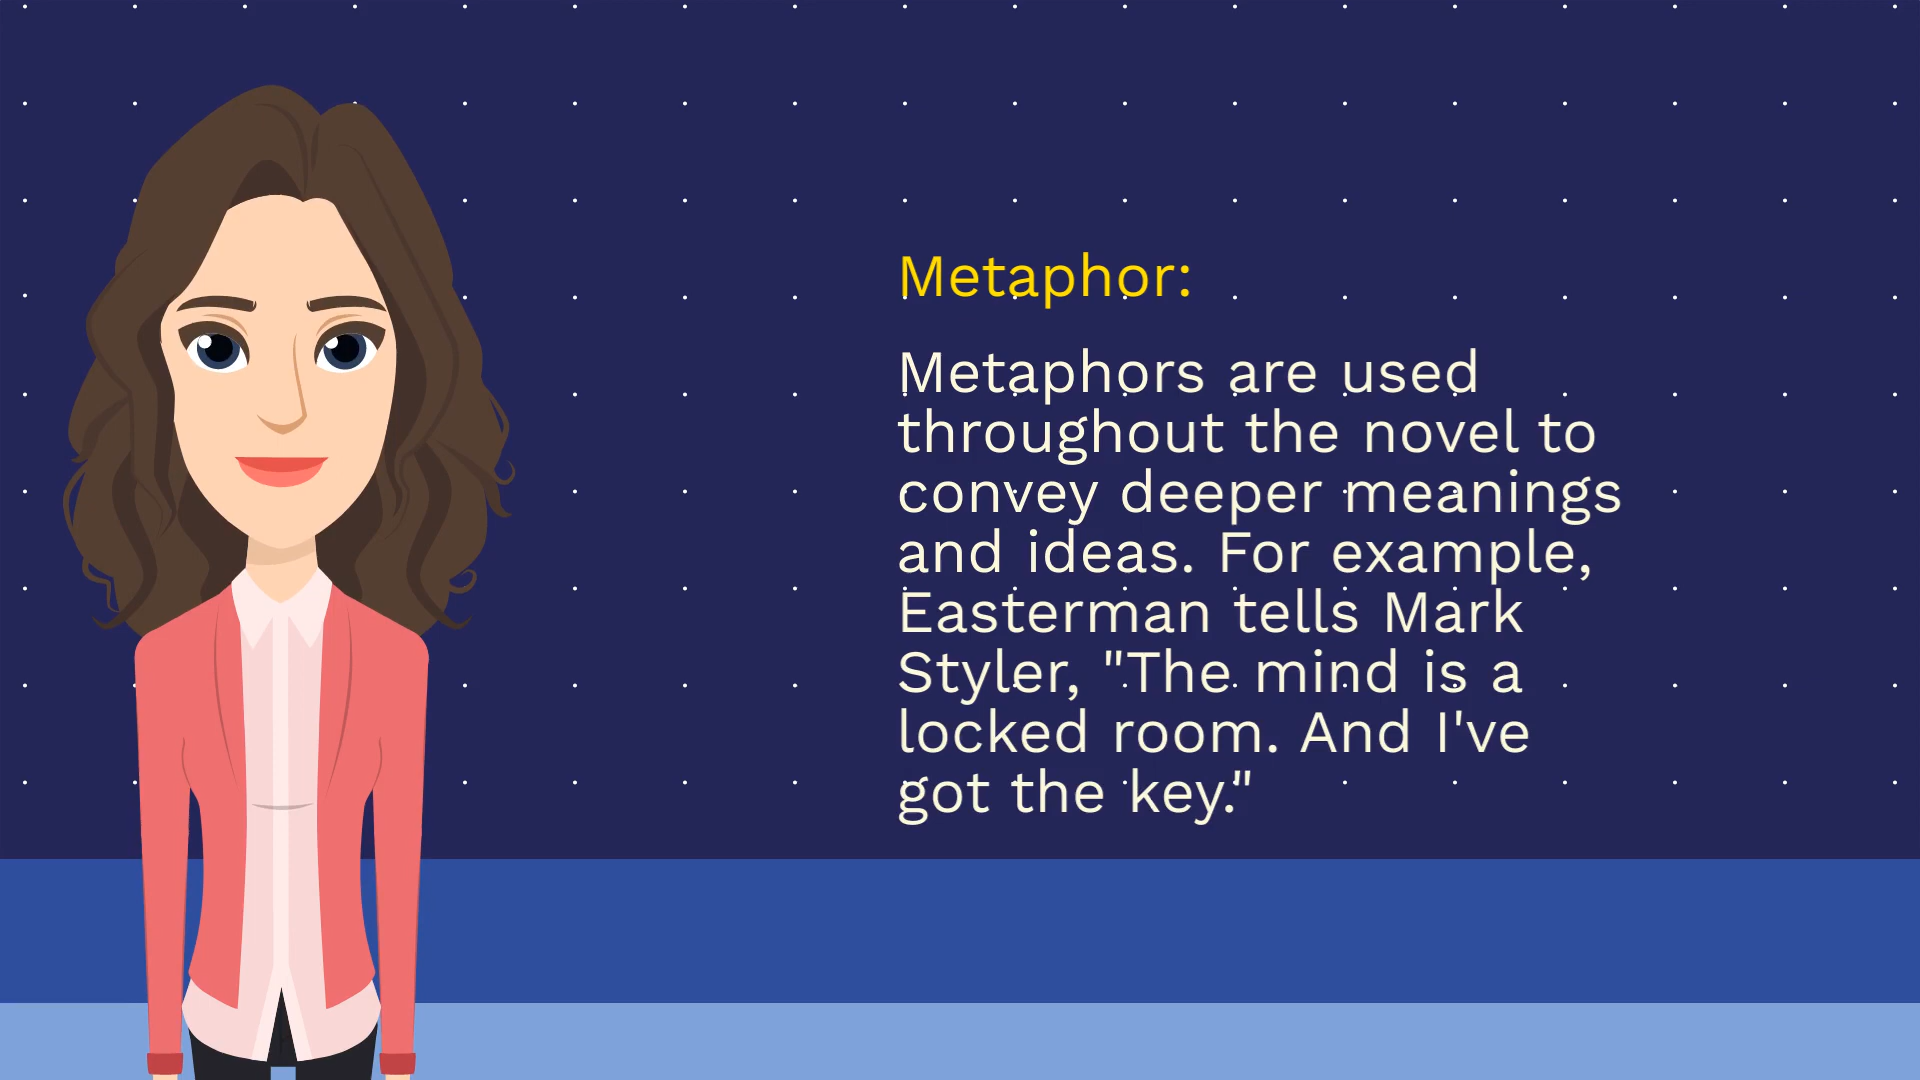 Metaphor:
Metaphors are used
throughout the novel to
convey deeper meanings
and ideas. For example,
Easterman tells Mark
Styler, "The mind is a
locked room. And I've
got the key."